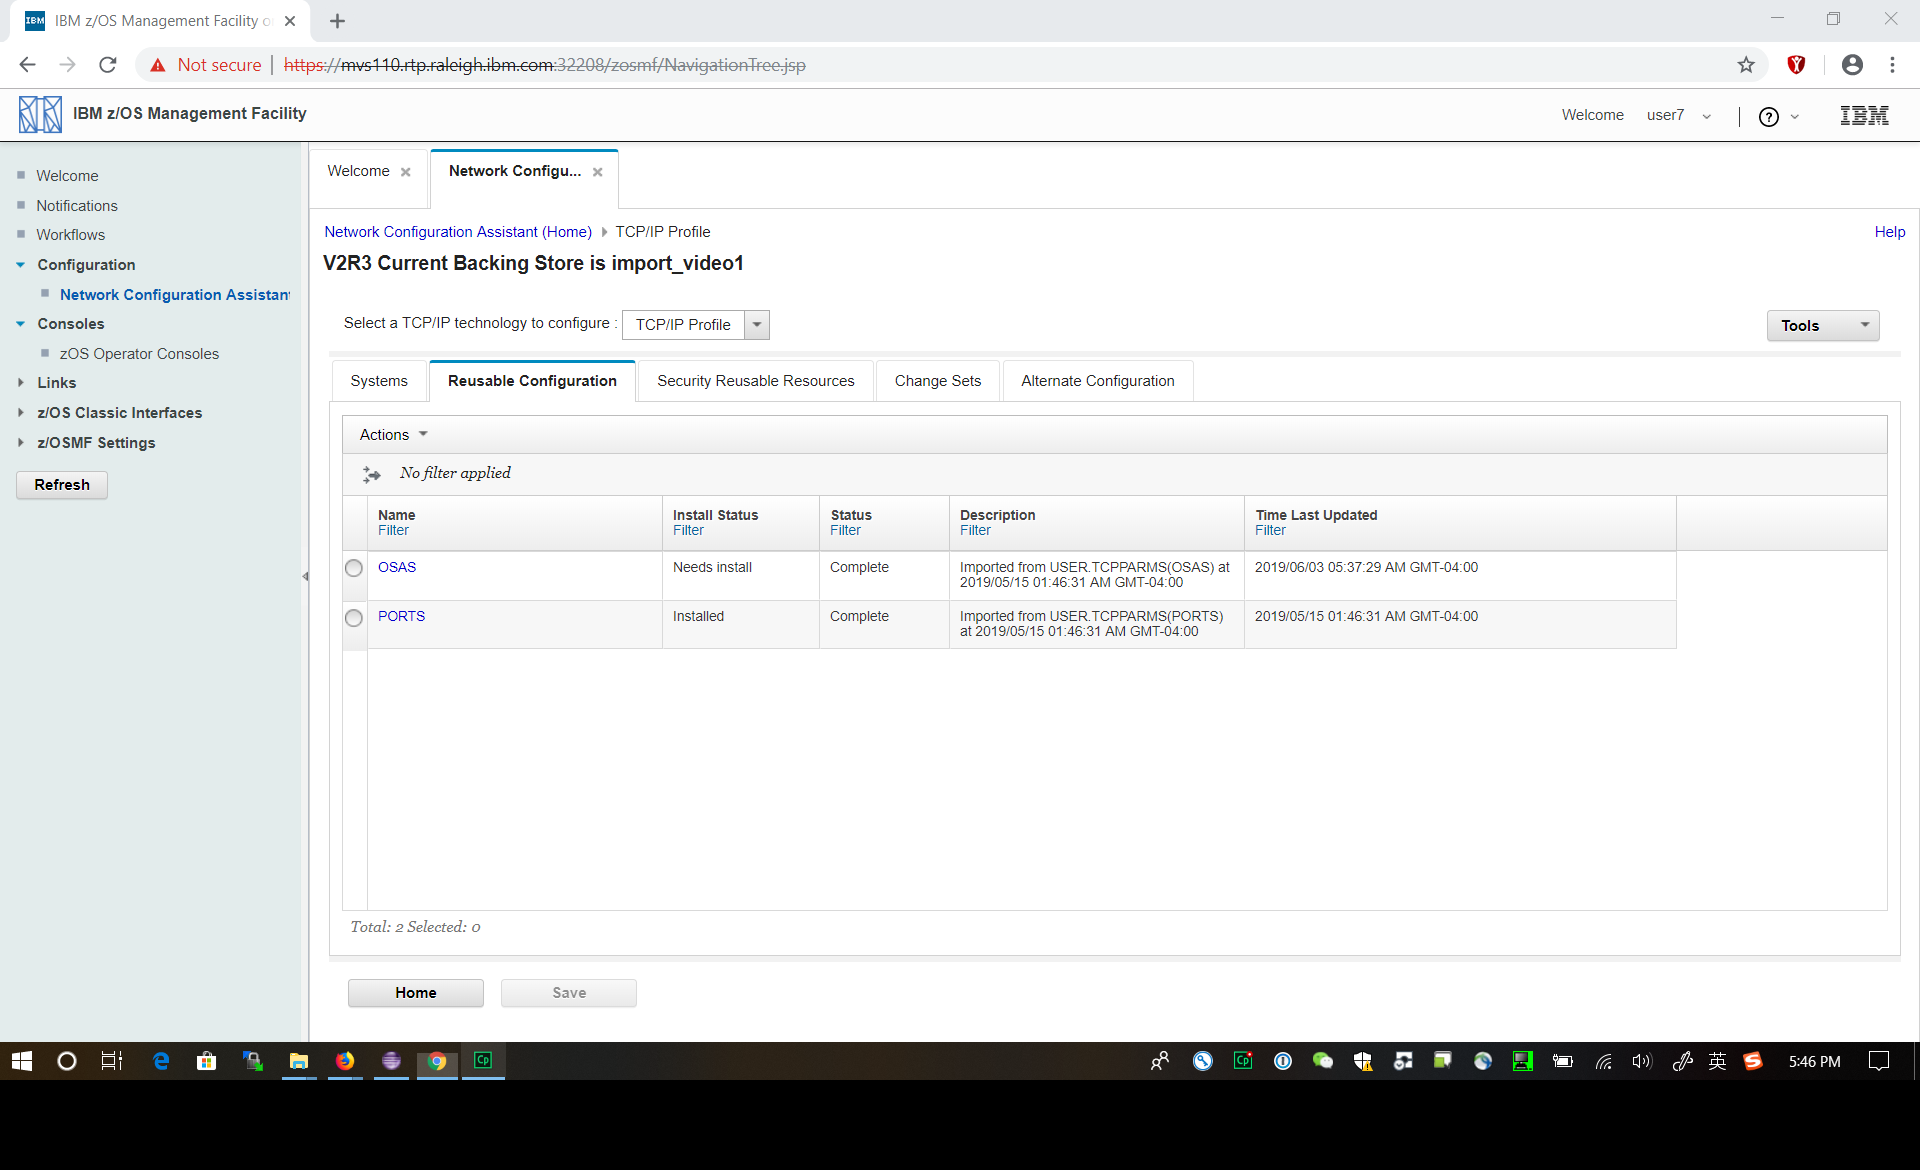 IBM z/OS Management Facility o
Not secure | https://mvs110.rtp.raleigh.ibm.com:32208/zosmf/NavigationTree.jsp
IBM z/OS Management Facility
Welcome user7
IBM
Welcome
Notifications
Workflows
Configuration
Network Configuration Assistant
Consoles
zOS Operator Consoles
Links
z/OS Classic Interfaces
z/OSMF Settings
Refresh
Welcome
Network Configu...
Network Configuration Assistant (Home) TCP/IP Profile
Help
V2R3 Current Backing Store is import_video1
Select a TCP/IP technology to configure : TCP/IP Profile
Tools
Systems
Reusable Configuration
Security Reusable Resources
Change Sets
Alternate Configuration
Actions
No filter applied
Name Install Status Status Description Time Last Updated
Filter Filter Filter Filter Filter
OSAS Needs install Complete Imported from USER.TCPPARMS(OSAS) at 2019/06/03 05:37:29 AM GMT-04:00
2019/05/15 01:46:31 AM GMT-04:00
PORTS Installed Complete Imported from USER.TCPPARMS(PORTS) 2019/05/15 01:46:31 AM GMT-04:00
at 2019/05/15 01:46:31 AM GMT-04:00
Total: 2 Selected: 0
Home
Save
英
5:46 PM